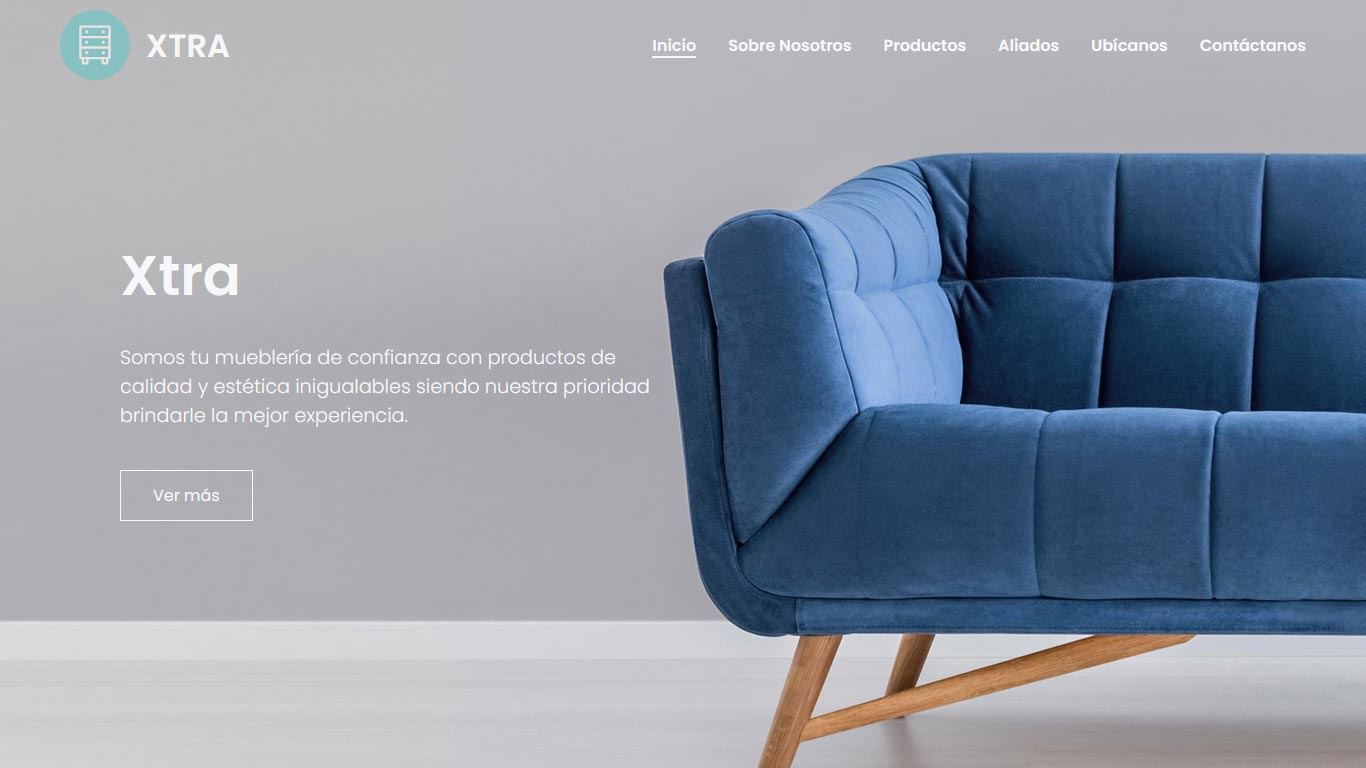 XTRA
Inicio Sobre Nosotros Productos Aliados Ubícanos Contáctanos
Xtra
Somos tu mueblería de confianza con productos de
calidad y estética inigualables siendo nuestra prioridad
brindarle la mejor experiencia.
Ver más